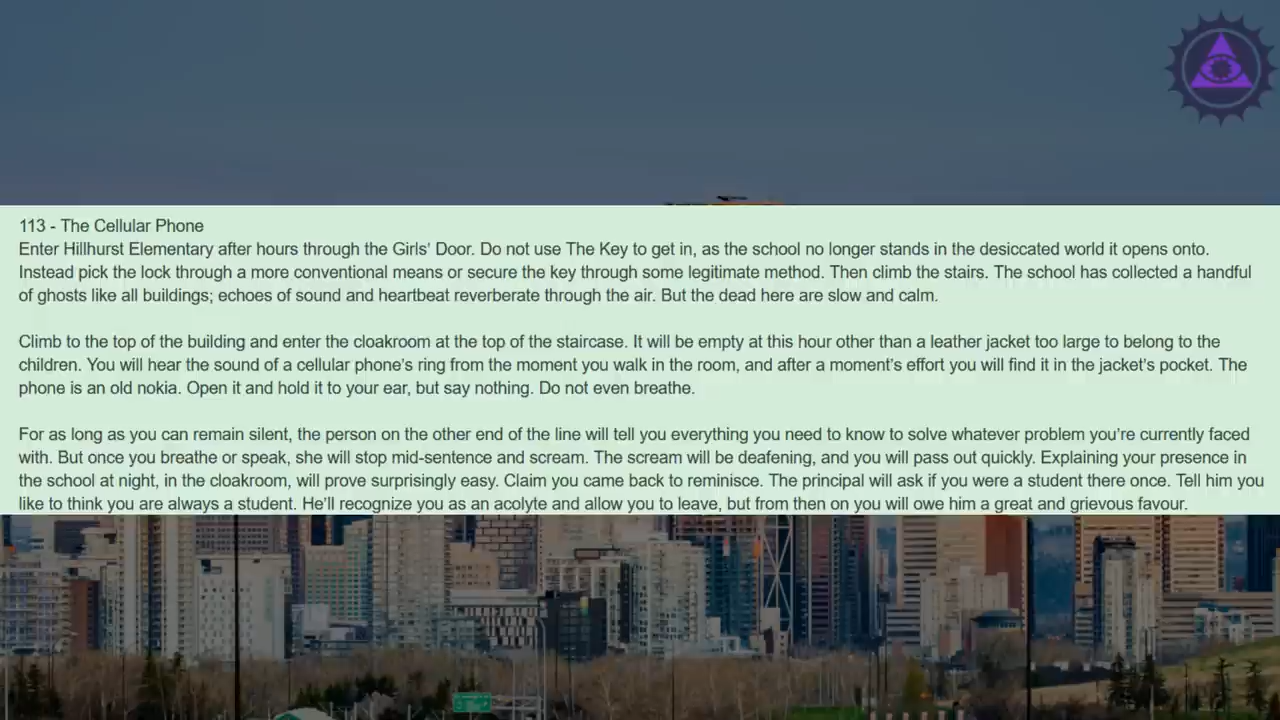 113 - The Cellular Phone
Enter Hillhurst Elementary after hours through the Girls' Door. Do not use The Key to get in, as the school no longer stands in the desiccated world it opens onto.
Instead pick the lock through a more conventional means or secure the key through some legitimate method. Then climb the stairs. The school has collected a handful
of ghosts like all buildings; echoes of sound and heartbeat reverberate through the air. But the dead here are slow and calm.
Climb to the top of the building and enter the cloakroom at the top of the staircase. It will be empty at this hour other than a leather jacket too large to belong to the
children. You will hear the sound of a cellular phone's ring from the moment you walk in the room, and after a moment's effort you will find it in the jacket's pocket. The
phone is an old nokia. Open it and hold it to your ear, but say nothing. Do not even breathe.
For as long as you can remain silent, the person on the other end of the line will tell you everything you need to know to solve whatever problem you're currently faced
with. But once you breathe or speak, she will stop mid-sentence and scream. The scream will be deafening, and you will pass out quickly. Explaining your presence in
the school at night, in the cloakroom, will prove surprisingly easy. Claim you came back to reminisce. The principal will ask if you were a student there once. Tell him you
like to think you are always a student. He'll recognize you as an acolyte and allow you to leave, but from then on you will owe him a great and grievous favour.